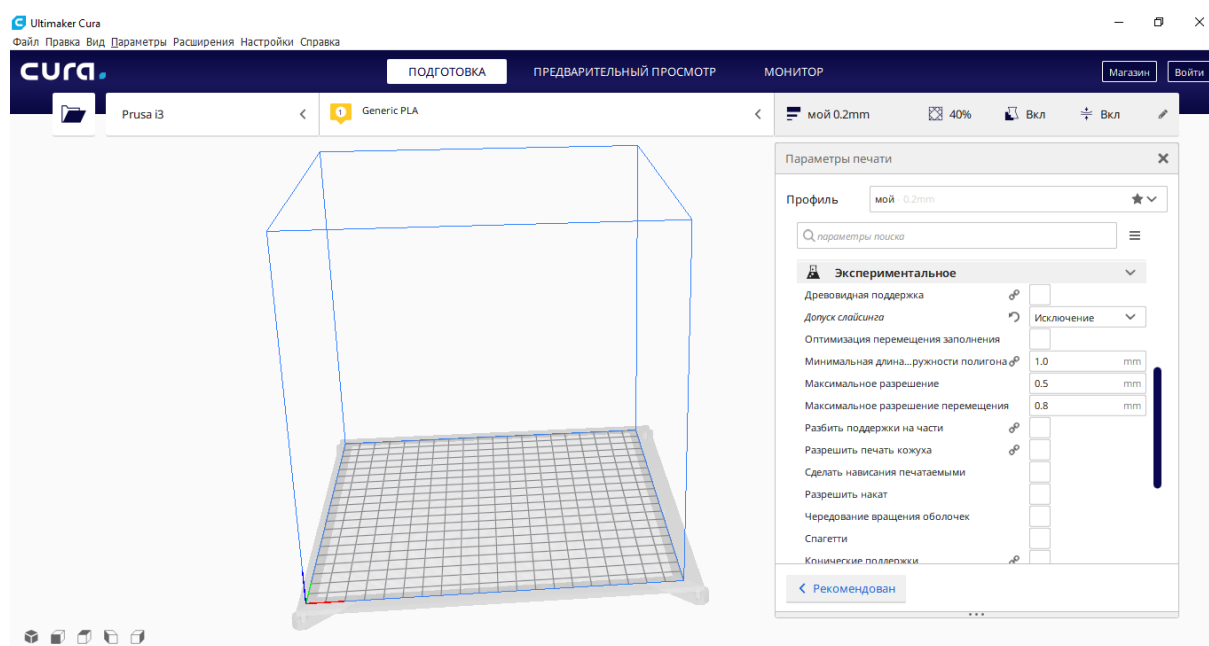 Ultimaker Cura
Файл Правка Вид Параметры Расширения Настройки Справка
cura.
ПОДГОТОВКА
ПРЕДВАРИТЕЛЬНЫЙ ПРОСМОТР
МОНИТОР
Магазин
Войти
Prusa i3
1
Generic PLA
мой 0.2mm
40%
Вкл
Вкл
Параметры печати
Профиль
мой - 0.2mm
параметры поиска
Экспериментальное
Древовидная поддержка
Допуск слайсинга Исключение
Оптимизация перемещения заполнения
Минимальная длина...ружности полигона 1.0 mm
Максимальное разрешение 0.5 mm
Максимальное разрешение перемещения 0.8 mm
Разбить поддержки на части
Разрешить печать кожуха
Сделать нависания печатаемыми
Разрешить накат
Чередование вращения оболочек
Спагетти
Конические поддержки
Рекомендован